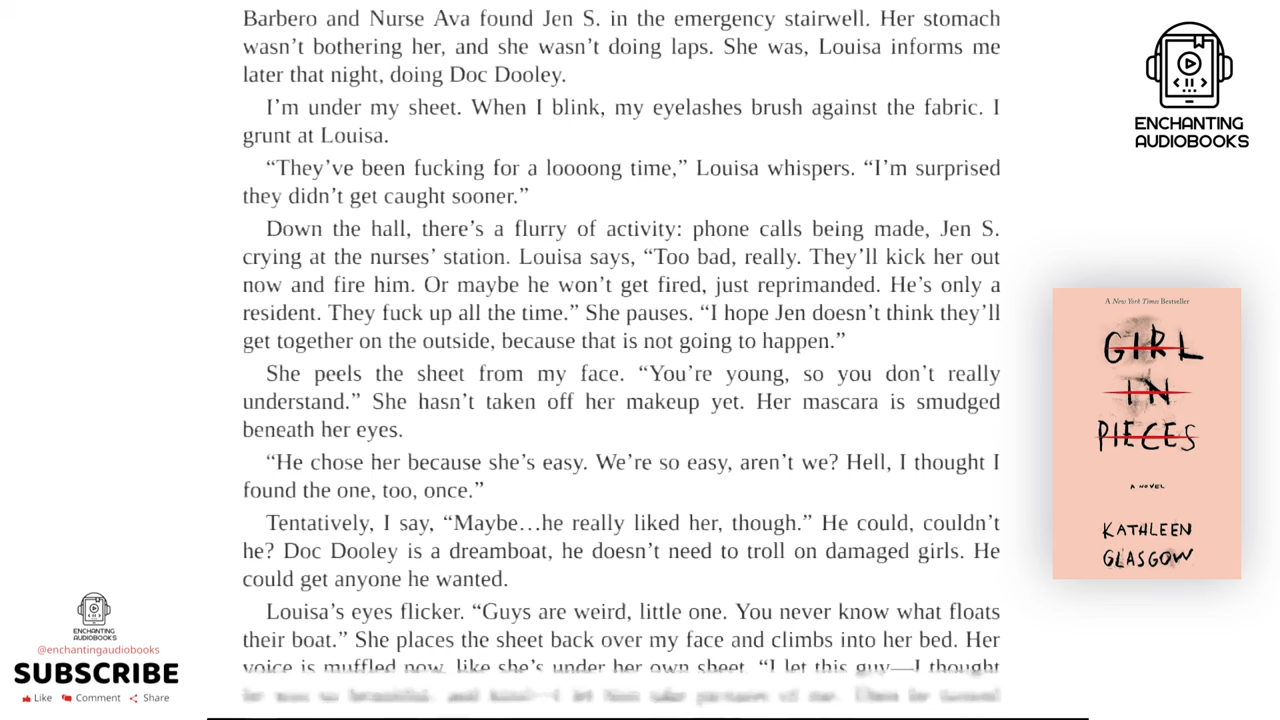 Barbero and Nurse Ava found Jen S. in the emergency stairwell. Her stomach
wasn’t bothering her, and she wasn’t doing laps. She was, Louisa informs me
later that night, doing Doc Dooley.
I’m under my sheet. When I blink, my eyelashes brush against the fabric. I
grunt at Louisa.
“They’ve been fucking for a loooong time,” Louisa whispers. “I’m surprised
they didn’t get caught sooner.”
Down the hall, there’s a flurry of activity: phone calls being made, Jen S.
crying at the nurses’ station. Louisa says, “Too bad, really. They’ll kick her out
now and fire him. Or maybe he won’t get fired, just reprimanded. He’s only a
resident. They fuck up all the time.” She pauses. “I hope Jen doesn’t think they’ll
get together on the outside, because that is not going to happen.”
She peels the sheet from my face. “You’re young, so you don’t really
understand.” She hasn’t taken off her makeup yet. Her mascara is smudged
beneath her eyes.
“He chose her because she’s easy. We’re so easy, aren’t we? Hell, I thought I
found the one, too, once.”
Tentatively, I say, “Maybe…he really liked her, though.” He could, couldn’t
he? Doc Dooley is a dreamboat, he doesn’t need to troll on damaged girls. He
could get anyone he wanted.
Louisa’s eyes flicker. “Guys are weird, little one. You never know what floats
their boat.” She places the sheet back over my face and climbs into her bed. Her
voice is muffled now, like she’s under her own sheet. “I let this guy—I thought
ENCHANTING
AUDIOBOOKS
A New York Times Bestseller
GIRL
IN
PIECES
A NOVEL
KATHLEEN
GLASGOW
ENCHANTING
AUDIOBOOKS
@enchantingaudiobooks
SUBSCRIBE
Like Comment Share